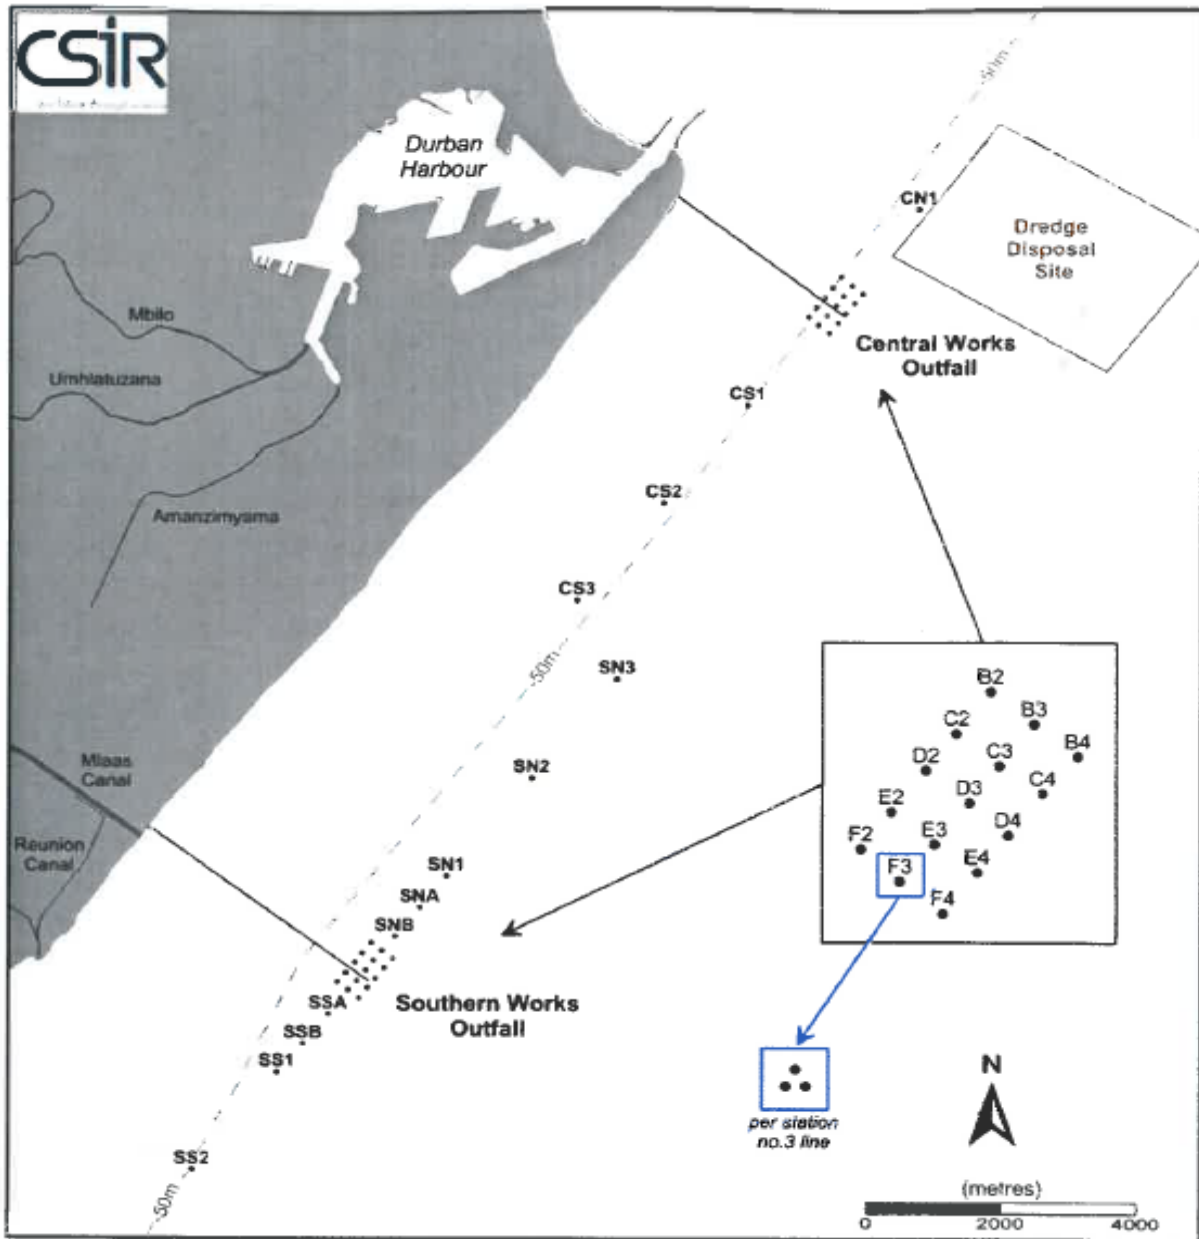 CSIR
Durban
Harbour
-50m
CN1
Dredge
Disposal
Site
Mbilo
Umhlatuzana
Central Works
Outfall
CS1
CS2
Amanzimyama
CS3
-50m
SN3
B2
B3
C2
B4
C3
D2
C4
D3
E2
D4
E3
F2
E4
F3
F4
SN2
Mlaas
Canal
Reunion
Canal
SN1
SNA
SNB
SSA
Southern Works
Outfall
SSB
SS1
N
per station
no.3 line
SS2
-50m
(metres)
0 2000 4000